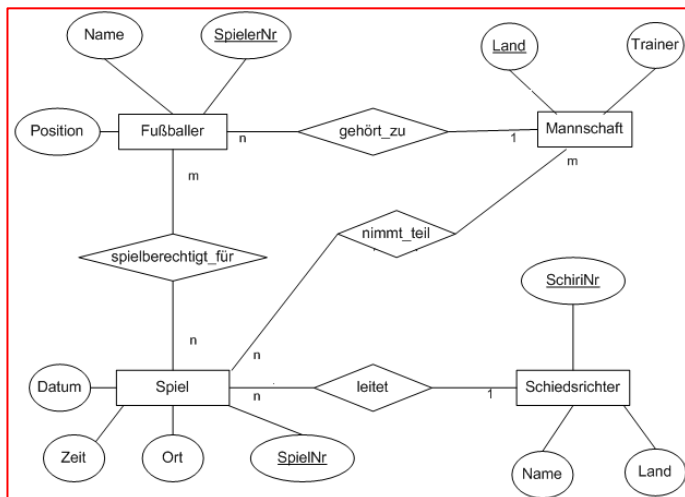 Name
SpielerNr
Land
Trainer
Position
Fußballer
n
gehört_zu
1
Mannschaft
m
m
nimmt_teil
spielberechtigt_für
SchiriNr
n
n
Datum
Spiel
n
leitet
1
Schiedsrichter
Zeit
Ort
SpielNr
Name
Land